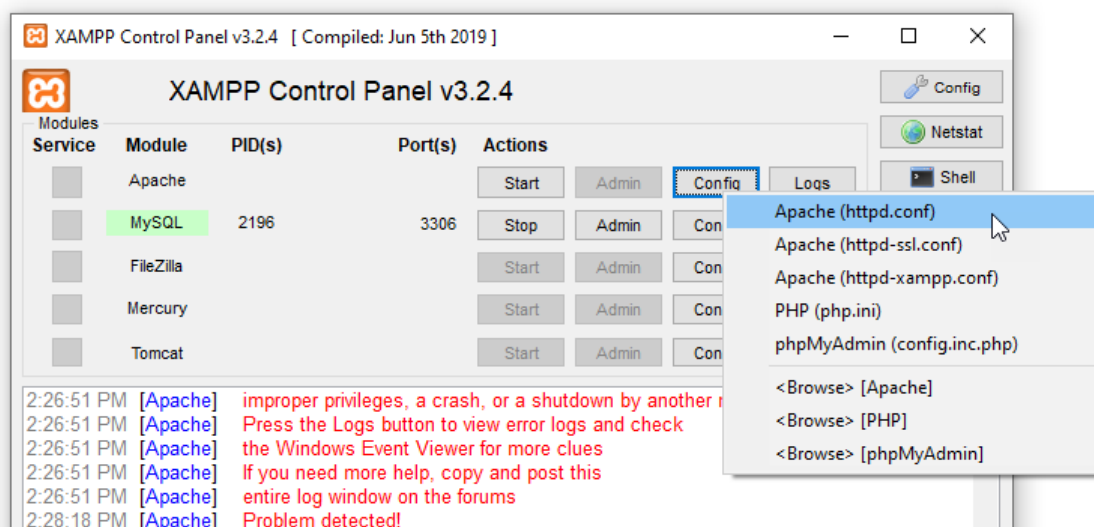 XAMPP Control Panel v3.2.4 [ Compiled: Jun 5th 2019 ]
XAMPP Control Panel v3.2.4
Config
Modules
Netstat
Service Module PID(s) Port(s) Actions
Shell
Apache Start Admin Config Logs
MySQL 2196 3306 Stop Admin Con
FileZilla Start Admin Con
Mercury Start Admin Con
Tomcat Start Admin Con
Apache (httpd.conf)
Apache (httpd-ssl.conf)
Apache (httpd-xampp.conf)
PHP (php.ini)
phpMyAdmin (config.inc.php)
<Browse> [Apache]
<Browse> [PHP]
<Browse> [phpMyAdmin]
2:26:51 PM [Apache] improper privileges, a crash, or a shutdown by another
2:26:51 PM [Apache] Press the Logs button to view error logs and check
2:26:51 PM [Apache] the Windows Event Viewer for more clues
2:26:51 PM [Apache] If you need more help, copy and post this
2:26:51 PM [Apache] entire log window on the forums
2:28:18 PM [Apache] Problem detected!